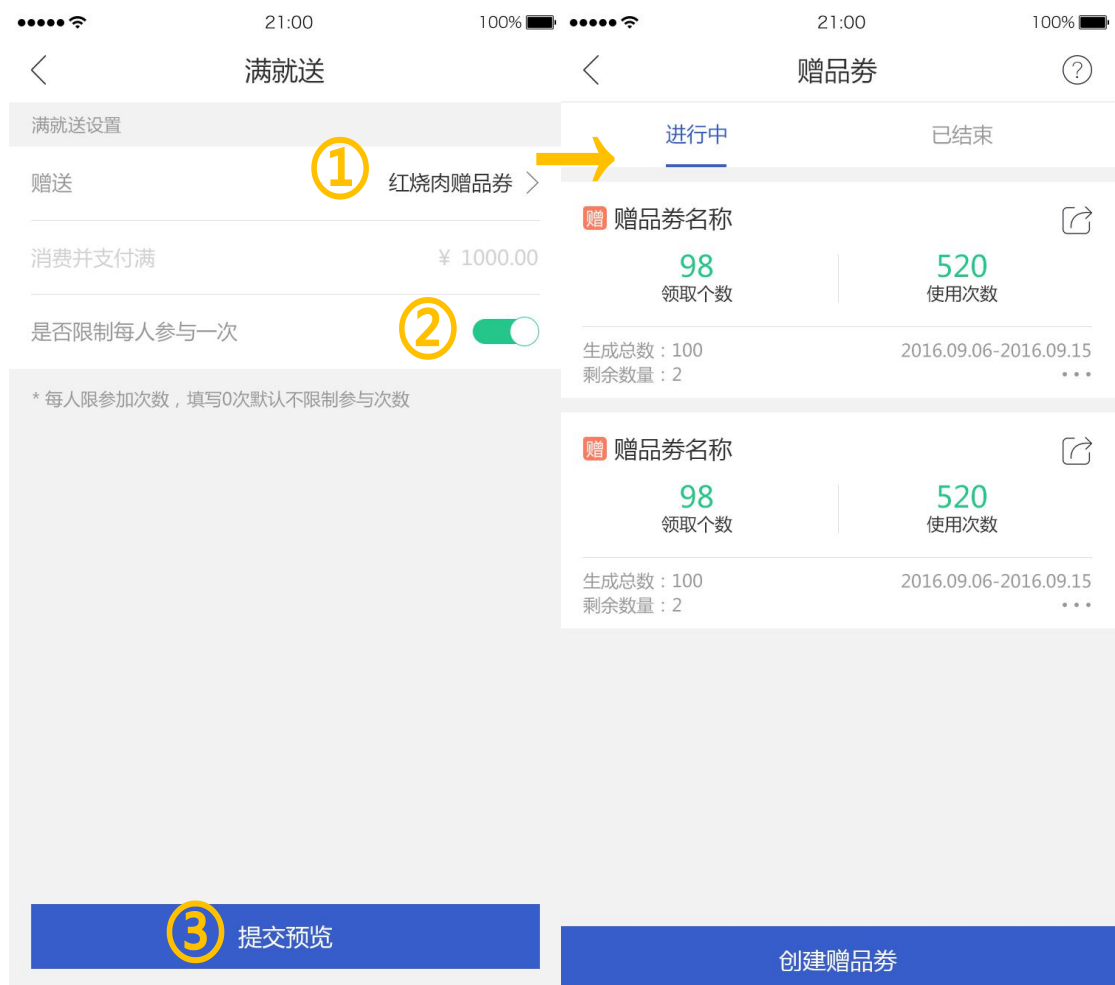 21:00
100%
满就送
满就送设置
①
赠送
红烧肉赠品券
消费并支付满
¥ 1000.00
是否限制每人参与一次
②
* 每人限参加次数，填写0次默认不限制参与次数
③
提交预览
21:00
100%
赠品劵
?
进行中
已结束
赠 赠品劵名称
98
领取个数
520
使用次数
生成总数：100
2016.09.06-2016.09.15
剩余数量：2
赠 赠品劵名称
98
领取个数
520
使用次数
生成总数：100
2016.09.06-2016.09.15
剩余数量：2
创建赠品劵